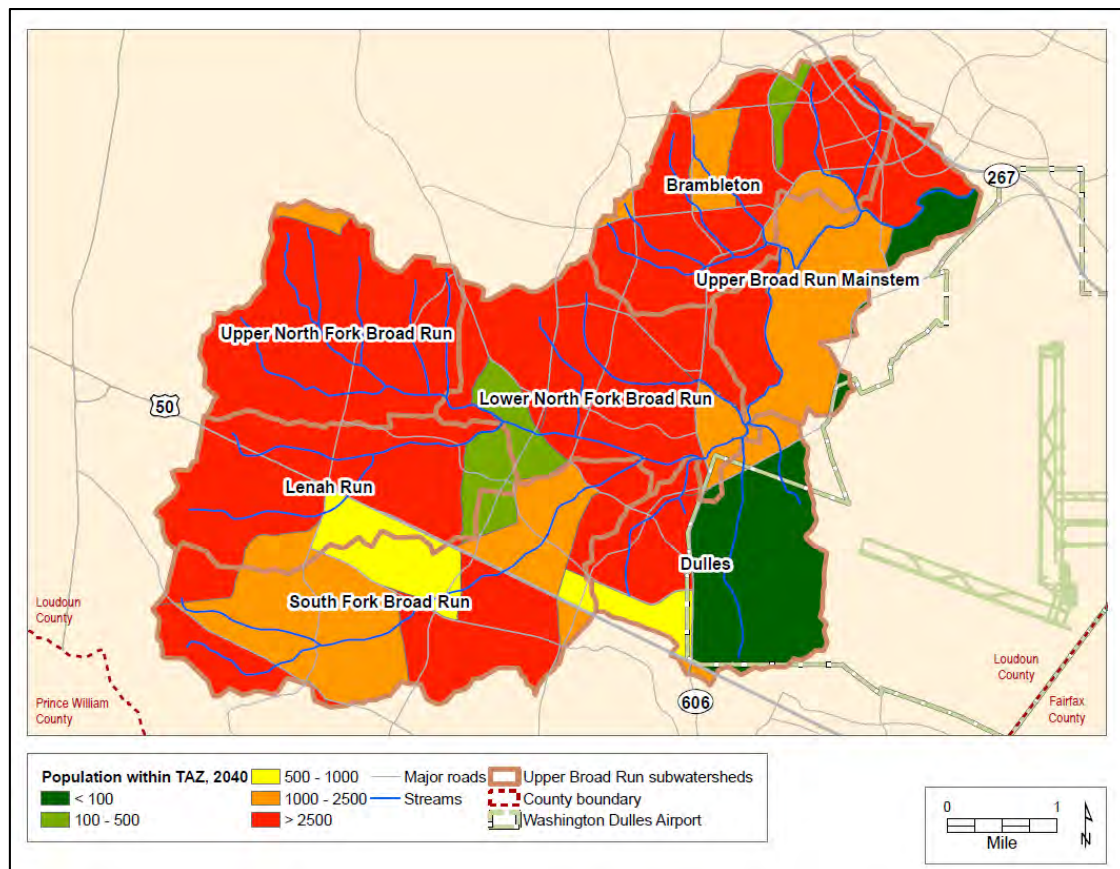 267
Brambleton
Upper Broad Run Mainstem
Upper North Fork Broad Run
Lower North Fork Broad Run
50
Lenah Run
Dulles
South Fork Broad Run
Loudoun
County
Prince William
County
606
Loudoun
County
Fairfax
County
Population within TAZ, 2040
< 100
100 - 500
500 - 1000
1000 - 2500
> 2500
Major roads
Streams
Upper Broad Run subwatersheds
County boundary
Washington Dulles Airport
0 1
Mile
N